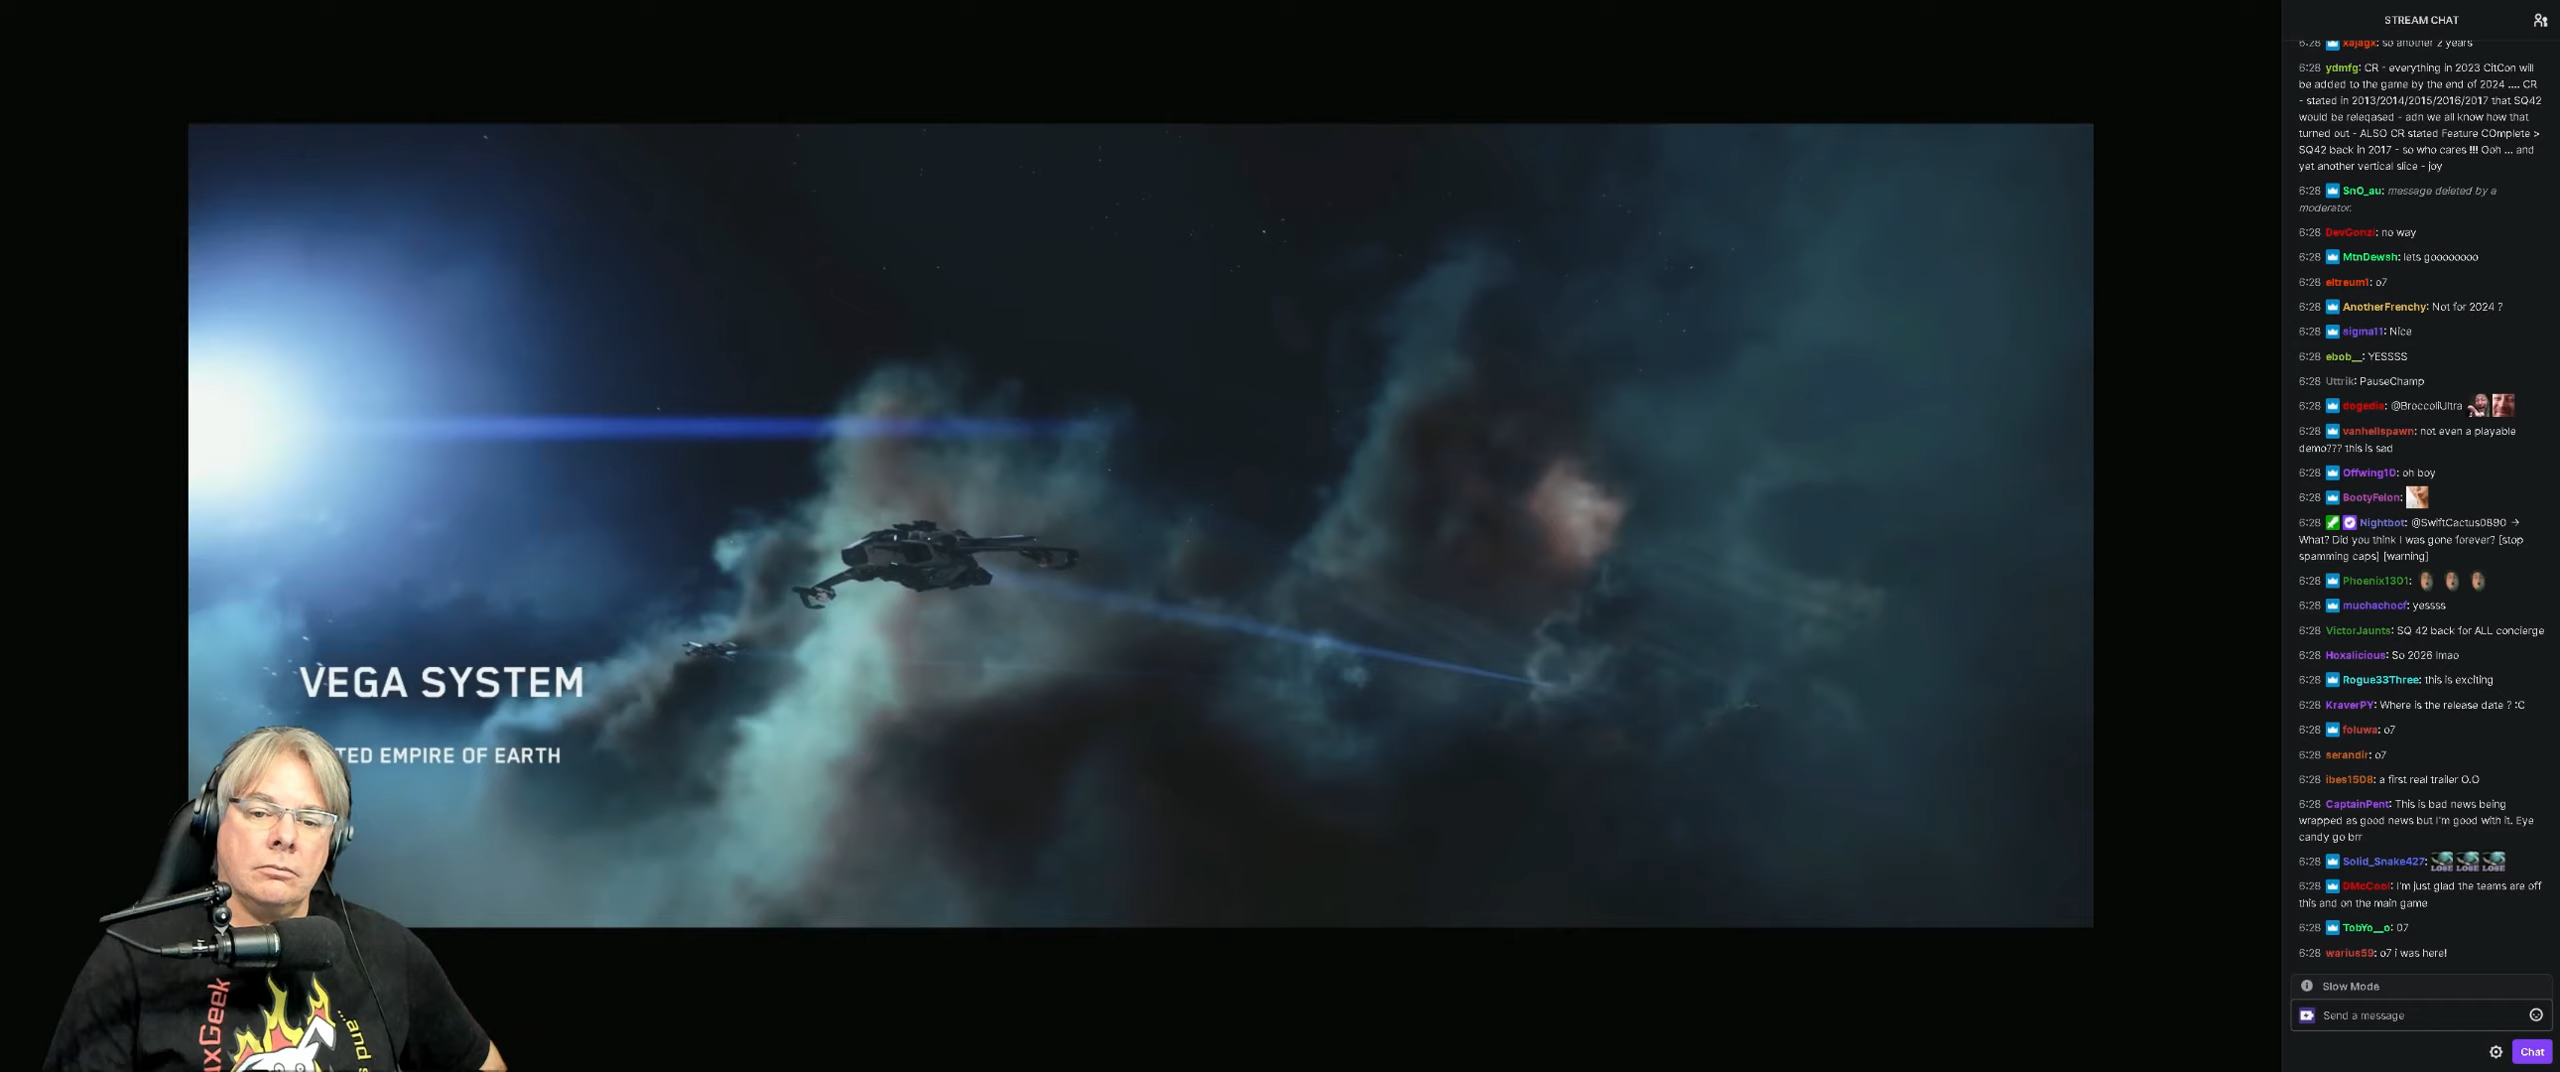 VEGA SYSTEM
TED EMPIRE OF EARTH
uxGeek
...and
STREAM CHAT
6:28 xajagx: so another 2 years
6:28 ydmfg: CR - everything in 2023 CitCon will
be added to the game by the end of 2024 .... CR
- stated in 2013/2014/2015/2016/2017 that SQ42
would be releqased - adn we all know how that
turned out - ALSO CR stated Feature COmplete >
SQ42 back in 2017 - so who cares !!! Ooh ... and
yet another vertical slice - joy
6:28 SnO_au: message deleted by a
moderator.
6:28 DevGonzi: no way
6:28 MtnDewsh: lets goooooooo
6:28 eltreum1: o7
6:28 AnotherFrenchy: Not for 2024 ?
6:28 sigma11: Nice
6:28 ebob__: YESSSS
6:28 Uttrik: PauseChamp
6:28 dogedia: @BroccoliUltra
6:28 vanhellspawn: not even a playable
demo??? this is sad
6:28 Offwing10: oh boy
6:28 BootyFelon:
6:28 Nightbot: @SwiftCactus0890 →
What? Did you think I was gone forever? [stop
spamming caps] [warning]
6:28 Phoenix1301:
6:28 muchachocf: yessss
6:28 VictorJaunts: SQ 42 back for ALL concierge
6:28 Hoxalicious: So 2026 lmao
6:28 Rogue33Three: this is exciting
6:28 KraverPY: Where is the release date ? :C
6:28 foluwa: o7
6:28 serandir: o7
6:28 ibes1508: a first real trailer O.O
6:28 CaptainPent: This is bad news being
wrapped as good news but I'm good with it. Eye
candy go brr
6:28 Solid_Snake427: LOSE LOSE LOSE
6:28 DMcCool: I'm just glad the teams are off
this and on the main game
6:28 TobYo__o: 07
6:28 warius59: o7 i was here!
Slow Mode
Send a message
Chat